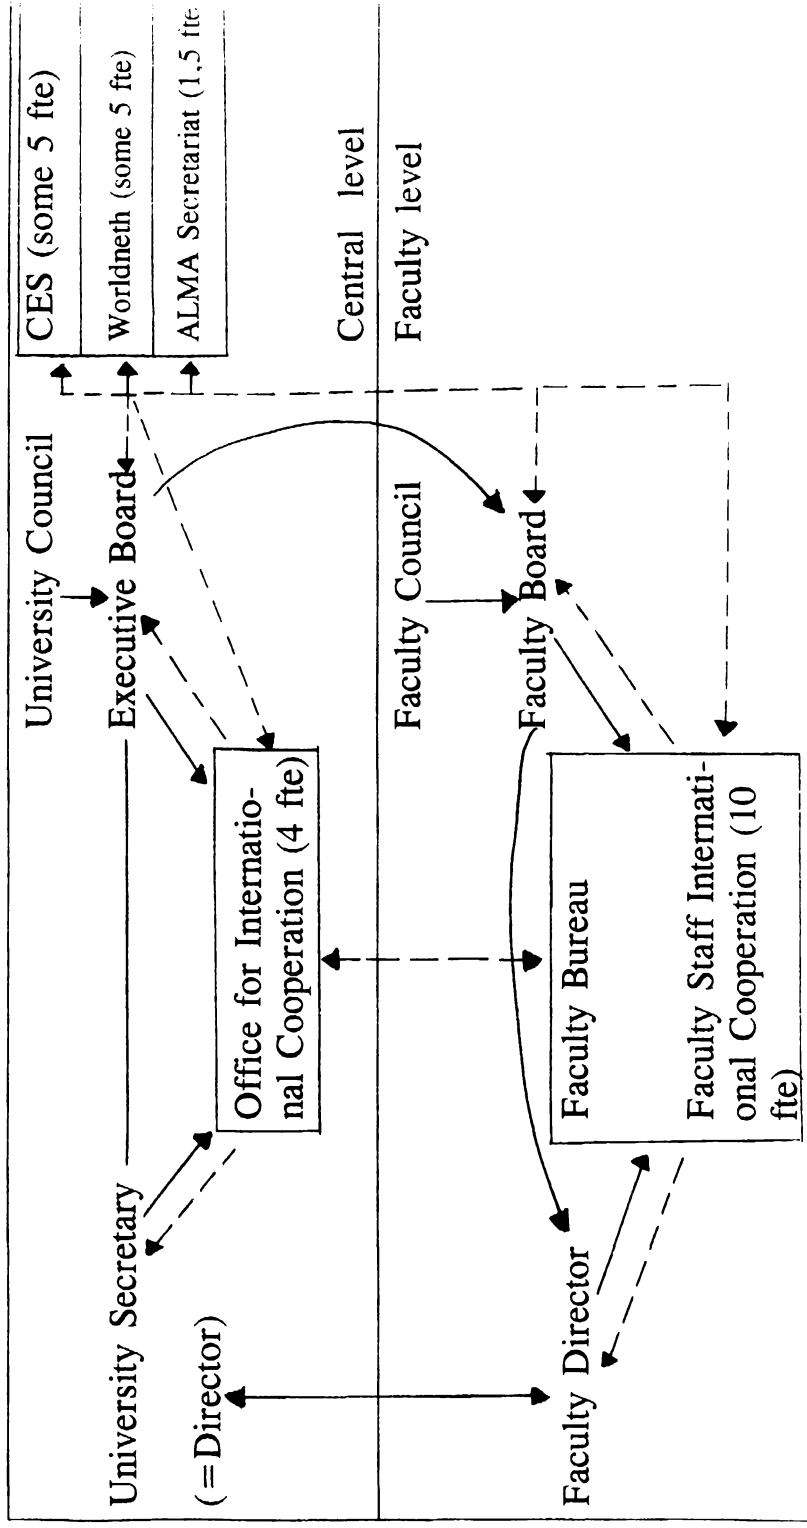 University Council
CES (some 5 fte)
University Secretary
Executive Board
Worldneth (some 5 fte)
(=Director)
ALMA Secretariat (1,5 fte
Office for Internatio-
nal Cooperation (4 fte)
Central level
Faculty level
Faculty Council
Faculty Director
Faculty Board
Faculty Bureau
Faculty Staff Internati-
onal Cooperation (10
fte)